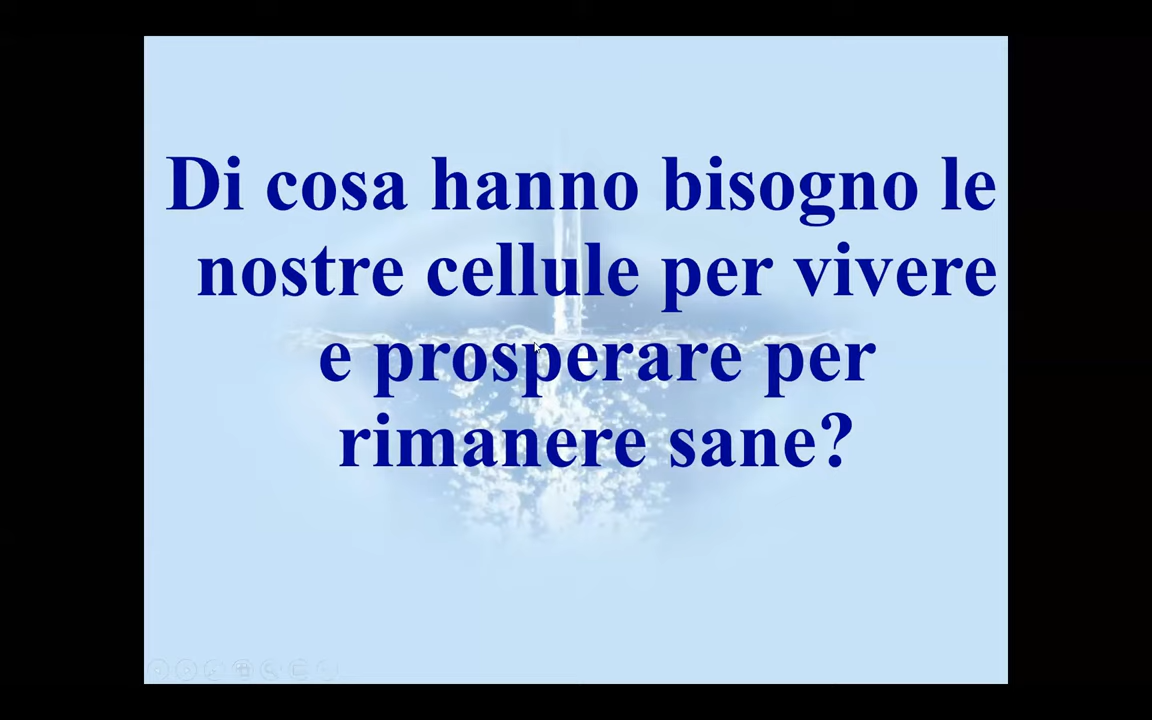 Di cosa hanno bisogno le
nostre cellule per vivere
e prosperare per
rimanere sane?